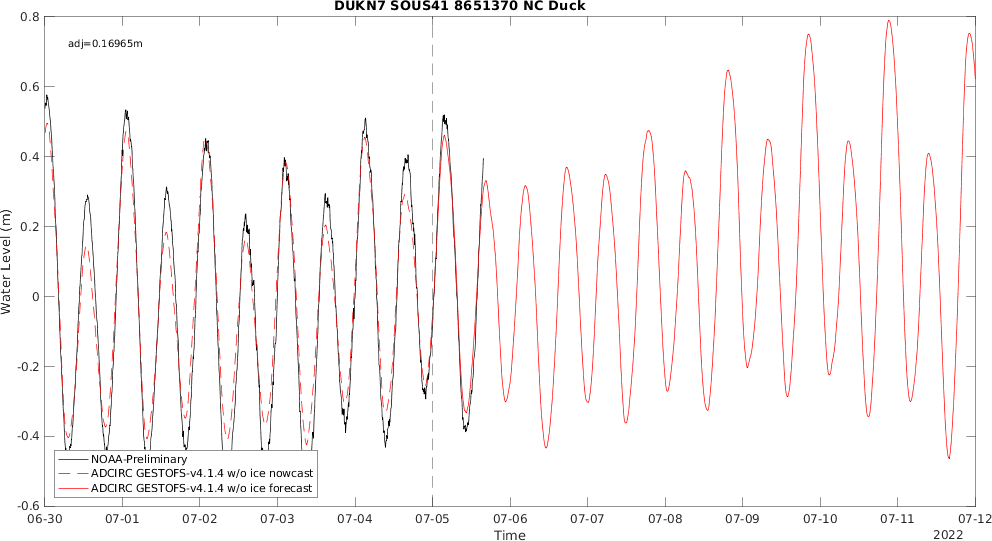 DUKN7 SOUS41 8651370 NC Duck
adj=0.16965m
Water Level (m)
0.8
0.6
0.4
0.2
0
-0.2
-0.4
-0.6
NOAA-Preliminary
ADCIRC GESTOFS-v4.1.4 w/o ice nowcast
ADCIRC GESTOFS-v4.1.4 w/o ice forecast
06-30 07-01 07-02 07-03 07-04 07-05 07-06 07-07 07-08 07-09 07-10 07-11 07-12
Time
2022